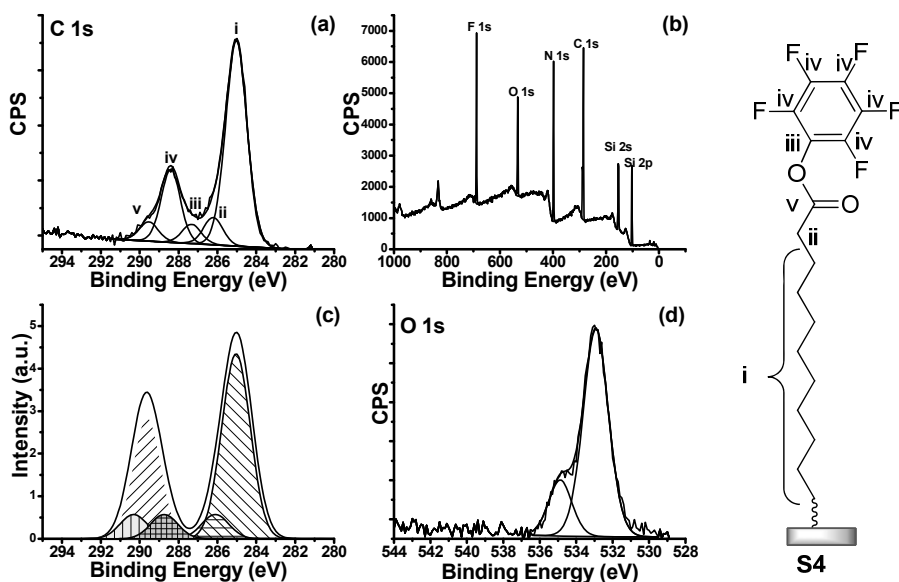 C 1s
(a)
i
iv
iii
v
ii
CPS
294 292 290 288 286 284 282 280
Binding Energy (eV)
(b)
F 1s
N 1s
C 1s
O 1s
Si 2s
Si 2p
CPS
7000
6000
5000
4000
3000
2000
1000
0
1000 800 600 400 200 0
Binding Energy (eV)
(c)
Intensity (a.u.)
5
4
3
2
1
0
294 292 290 288 286 284 282 280
Binding Energy (eV)
O 1s
(d)
CPS
544 542 540 538 536 534 532 530 528
Binding Energy (eV)
F F
iv iv
F iv iv F
iii iv
F
O
v O
ii
i
S4